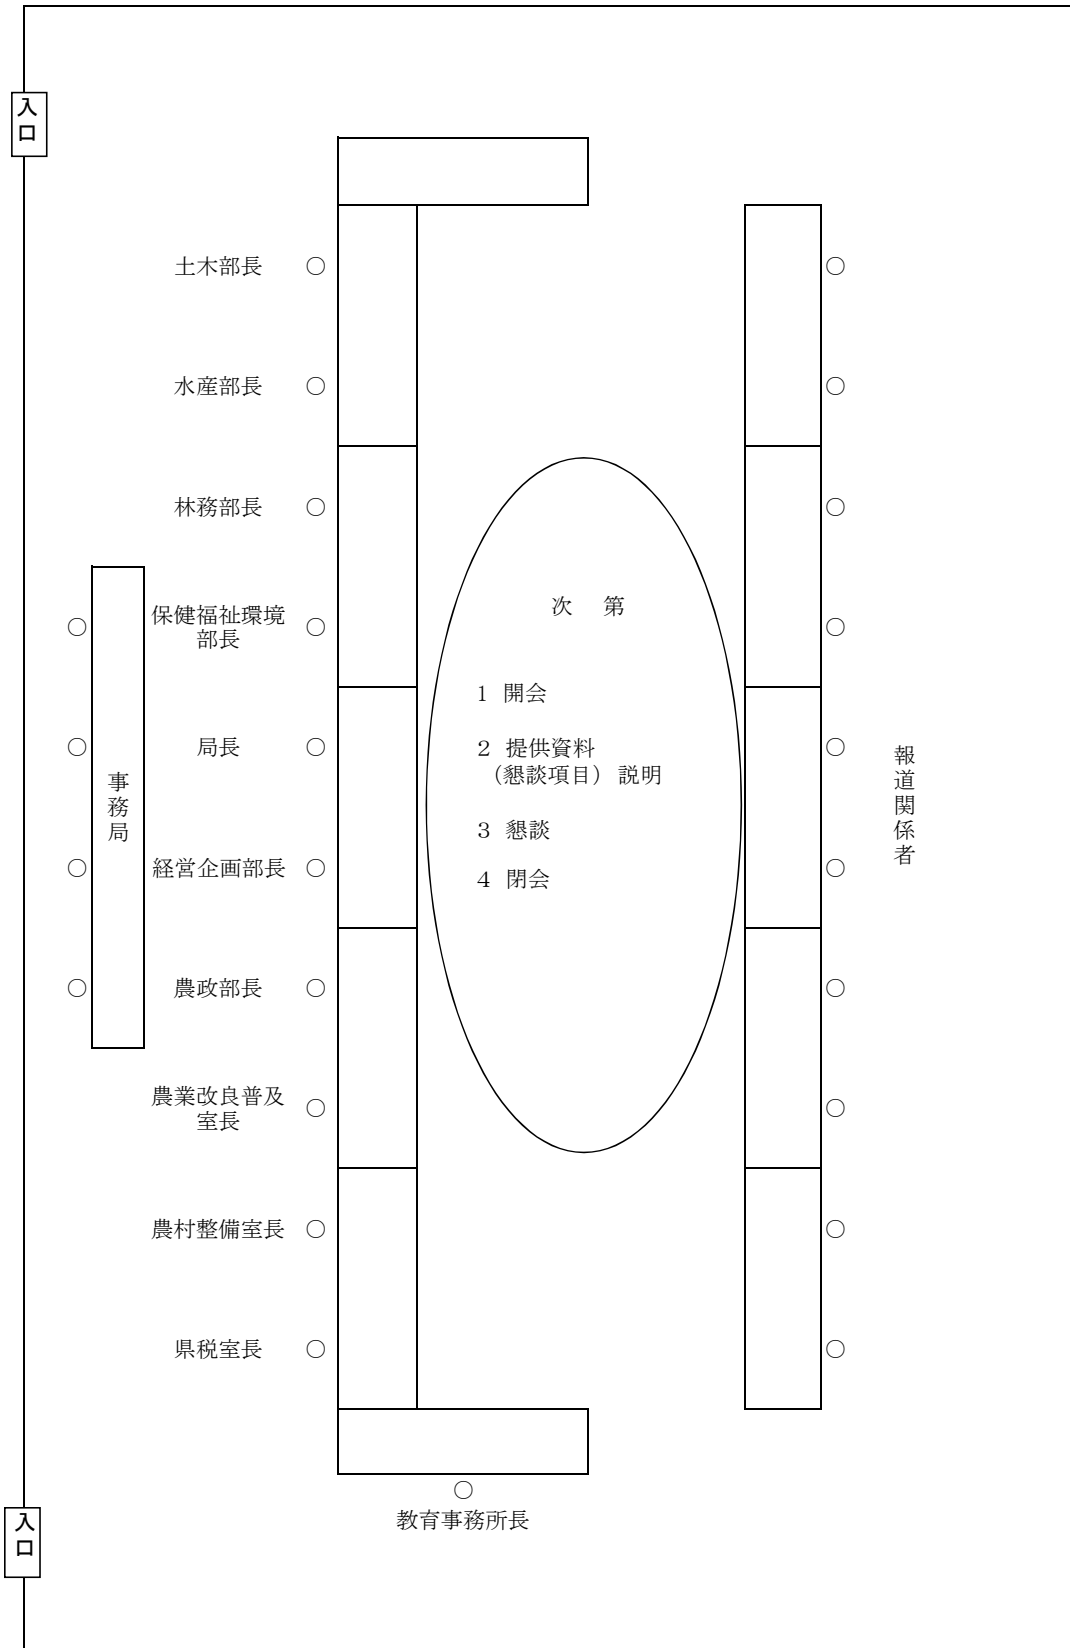 入口
土木部長 ○ ○
水産部長 ○ ○
林務部長 ○ ○
○ 保健福祉環境 ○ ○
部長
○ 局長 ○ ○
○ 経営企画部長 ○ ○
○ 農政部長 ○ ○
農業改良普及 ○ ○
室長
農村整備室長 ○ ○
県税室長 ○ ○
○
教育事務所長
事務局
次 第
1 開会
2 提供資料
(懇談項目) 説明
3 懇談
4 閉会
報道関係者
入口